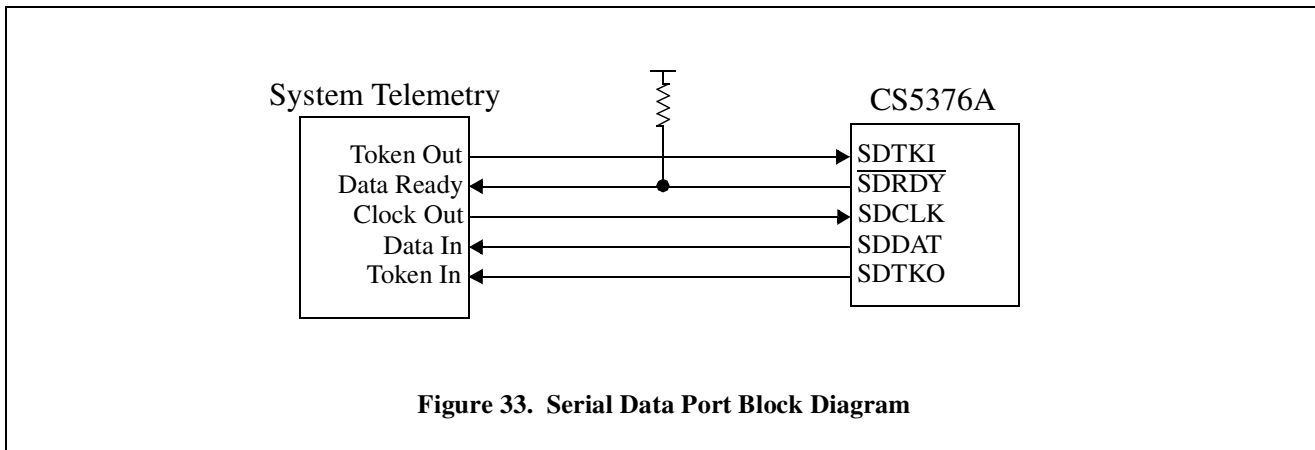 System Telemetry
CS5376A
Token Out
SDTKI
Data Ready
SDRDY
Clock Out
SDCLK
Data In
SDDAT
Token In
SDTKO
Figure 33. Serial Data Port Block Diagram